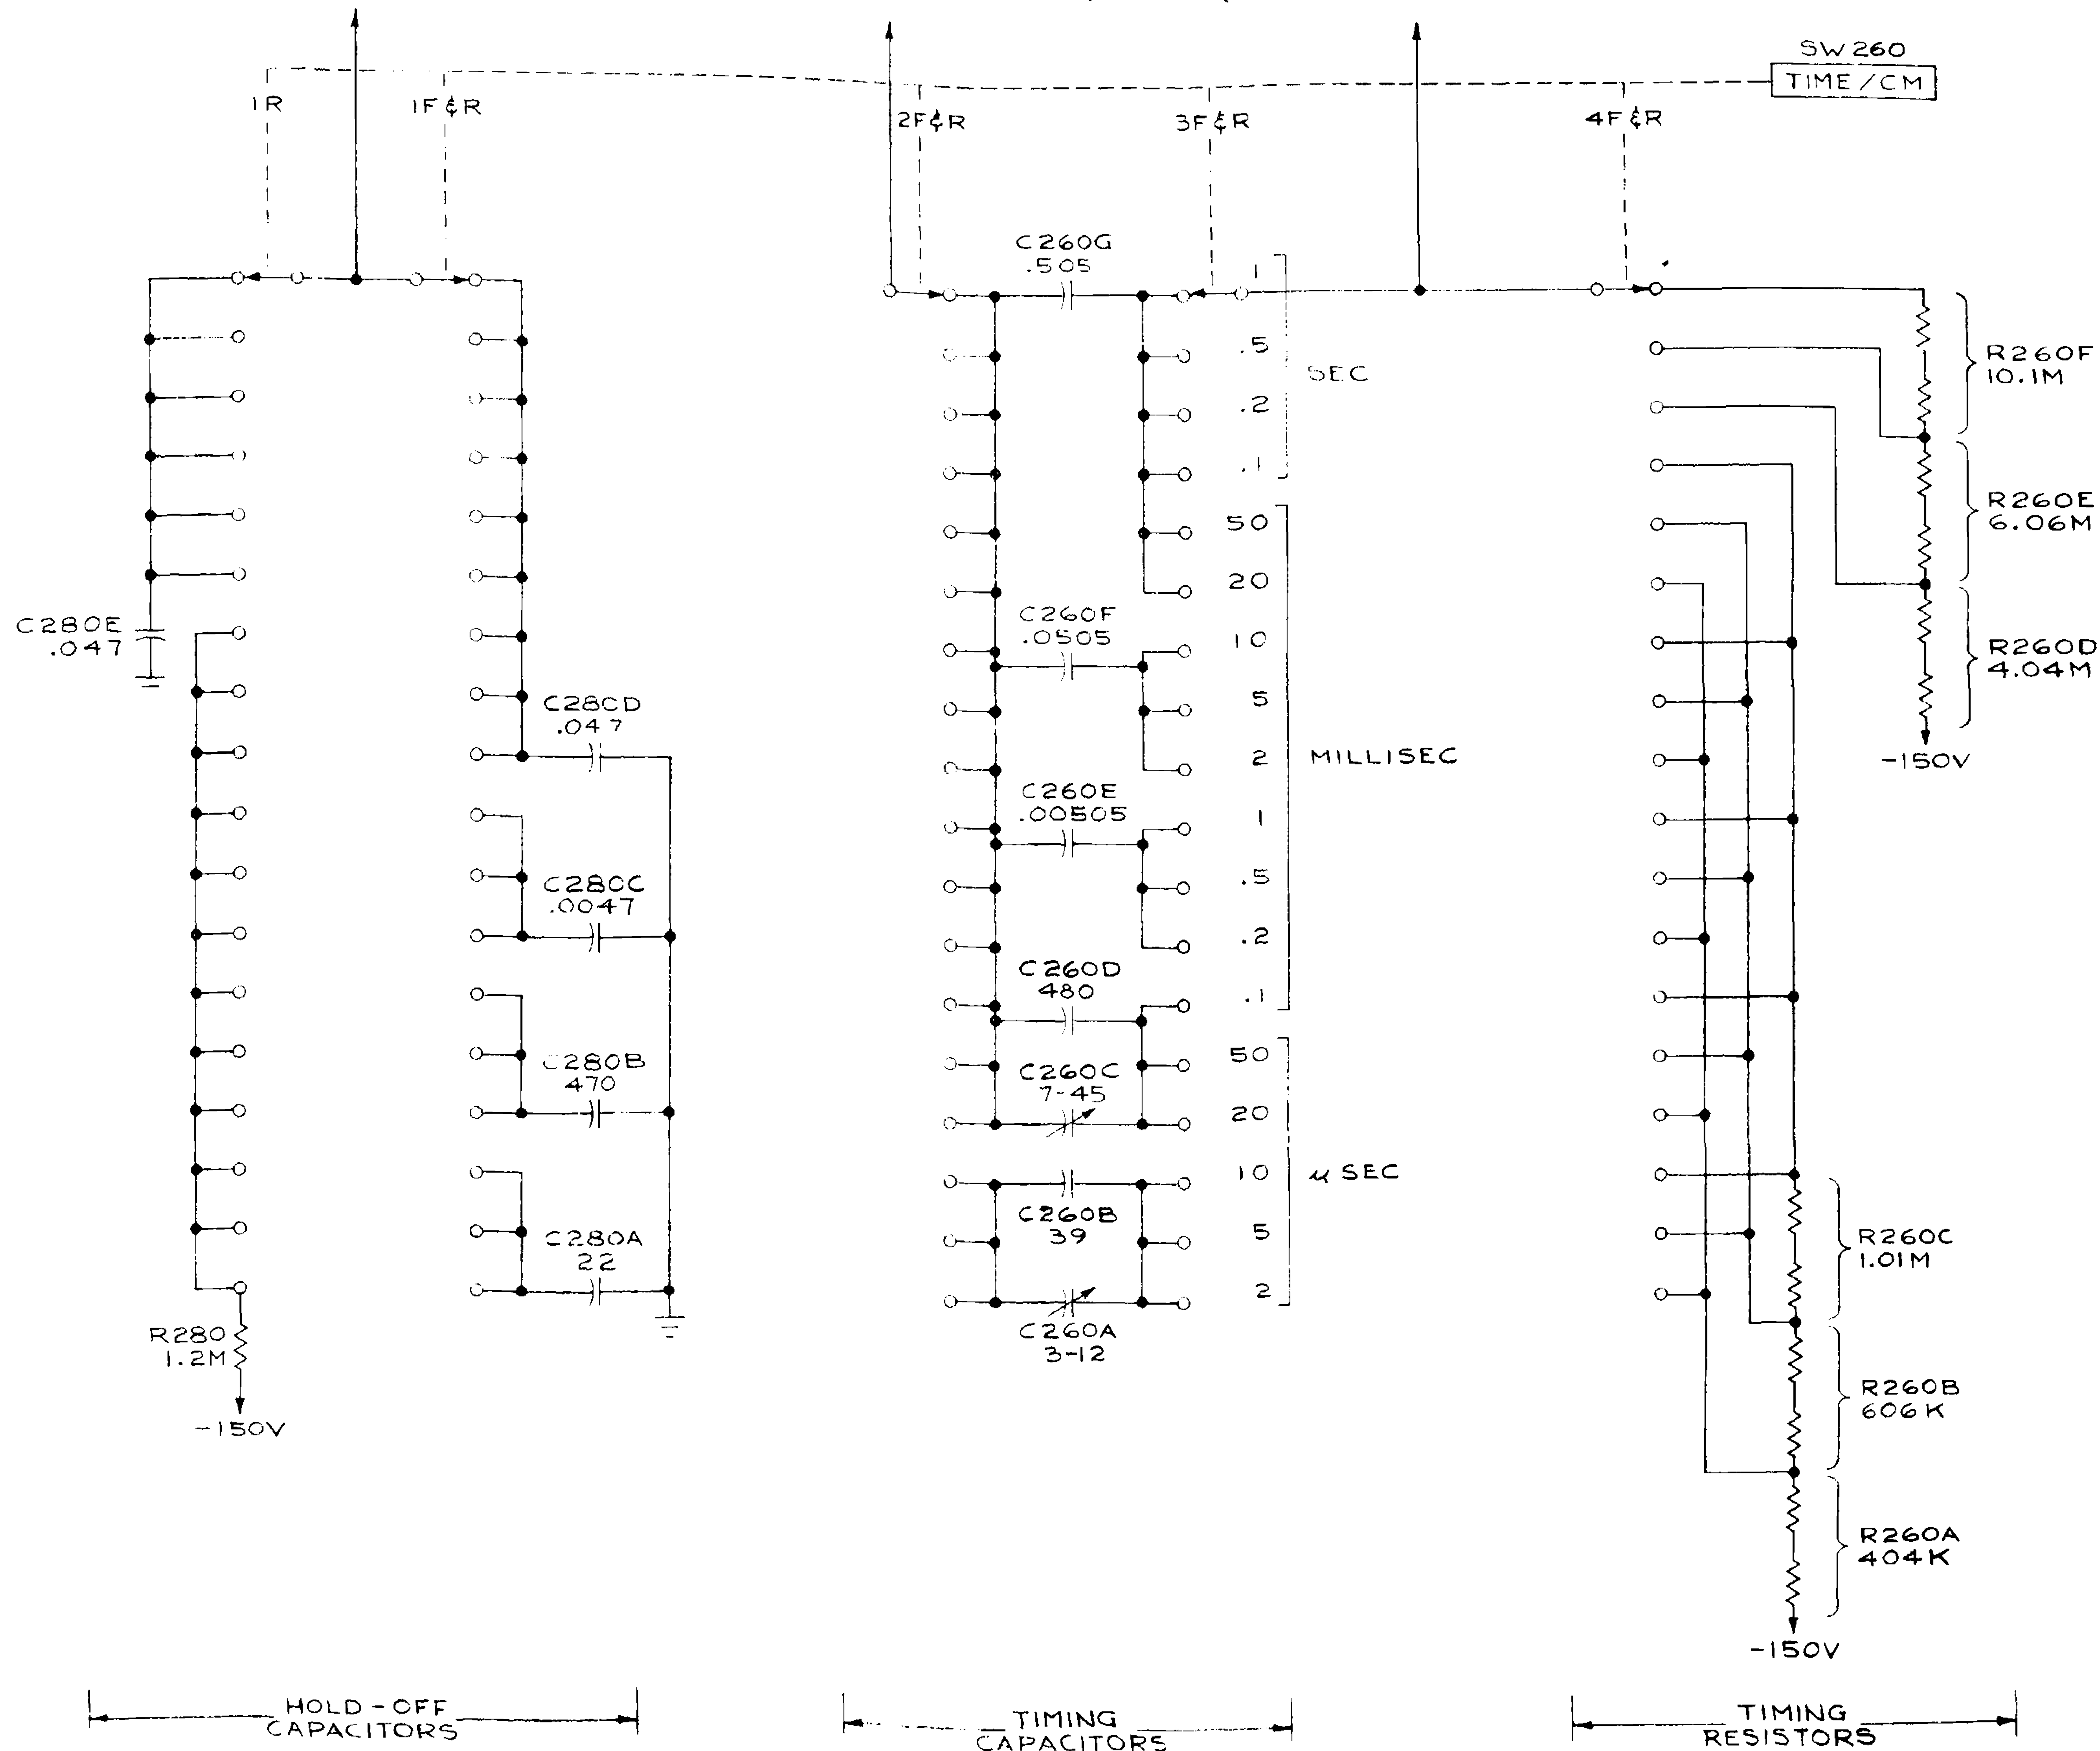 SW260
TIME/CM
1R
1F&R
2F&R
3F&R
4F&R
C260G
.505
1
.5
.2
.1
SEC
50
20
10
5
2
1
.5
.2
.1
MILLISEC
50
20
10
5
2
µ SEC
C280E
.047
C280D
.047
C280C
.0047
C280B
470
C280A
22
R280
1.2M
-150V
C260F
.0505
C260E
.00505
C260D
480
C260C
7-45
C260B
39
C260A
3-12
R260F
10.1M
R260E
6.06M
R260D
4.04M
-150V
R260C
1.01M
R260B
606K
R260A
404K
-150V
HOLD-OFF
CAPACITORS
TIMING
CAPACITORS
TIMING
RESISTORS